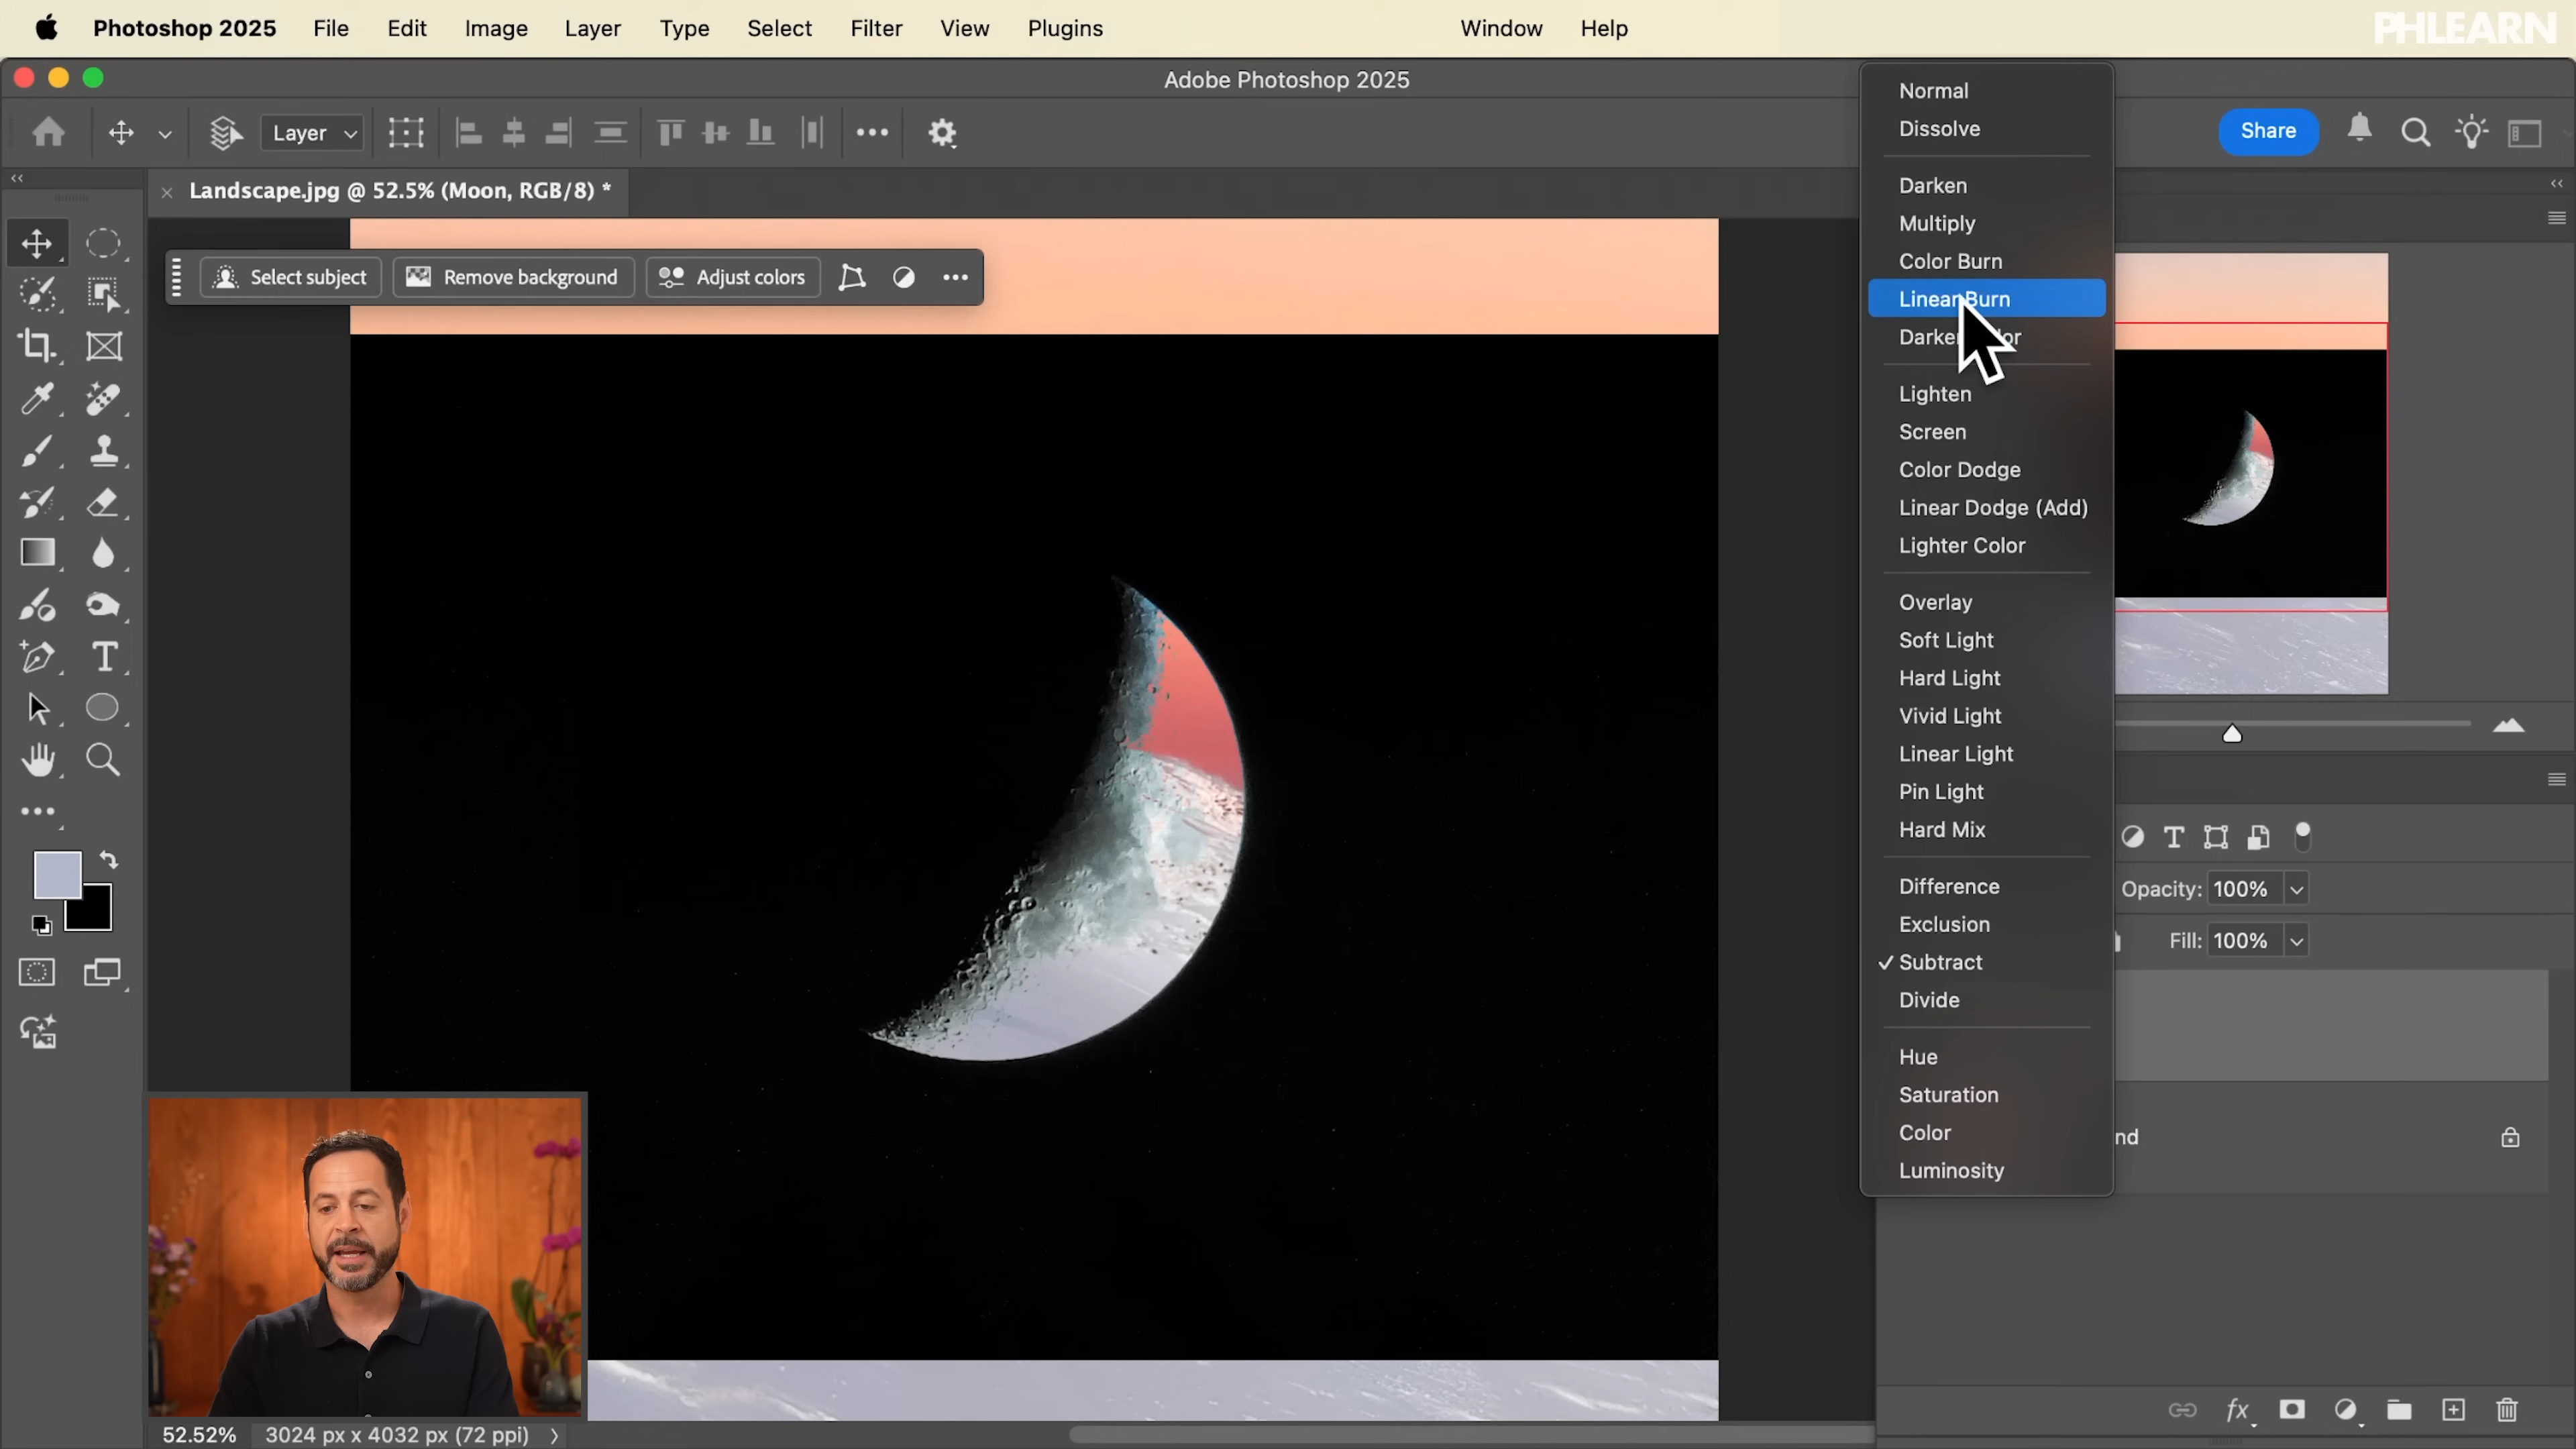 Photoshop 2025 File Edit Image Layer Type Select Filter View Plugins Window Help
PHLEARN
Adobe Photoshop 2025
Layer
Share
Landscape.jpg @ 52.5% (Moon, RGB/8) *
Select subject
Remove background
Adjust colors
Normal
Dissolve
Darken
Multiply
Color Burn
Linear Burn
Lighten
Screen
Color Dodge
Linear Dodge (Add)
Lighter Color
Overlay
Soft Light
Hard Light
Vivid Light
Linear Light
Pin Light
Hard Mix
Difference
Exclusion
Subtract
Divide
Hue
Saturation
Color
Luminosity
Opacity: 100%
Fill: 100%
nd
fx
52.52% 3024 px x 4032 px (72 ppi)